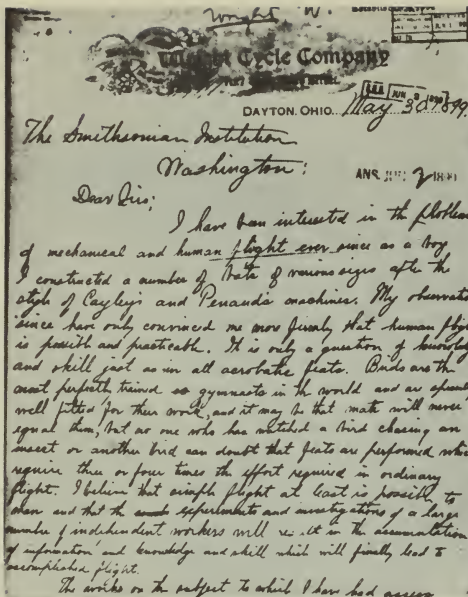 Wright W.
Wright Cycle Company
DAYTON, OHIO. May 30 1899
The Smithsonian Institution
Washington;
ANS. JUN 2 1899
Dear Sirs;
I have been interested in the problem
of mechanical and human flight ever since as a boy
I constructed a number of bats of various sizes after the
style of Cayley's and Penaud's machines. My observations
since have only convinced me more firmly that human flight
is possible and practicable. It is only a question of knowledge
and skill just as in all acrobatic feats. Birds are the
most perfectly trained gymnasts in the world and are specially
well fitted for their work, and it may be that man will never
equal them, but no one who has watched a bird chasing an
insect or another bird can doubt that feats are performed which
require three or four times the effort required in ordinary
flight. I believe that simple flight at least is possible to
man and that the experiments and investigations of a large
number of independent workers will result in the accumulation
of information and knowledge and skill which will finally lead to
accomplished flight.
The works on the subject to which I have had access